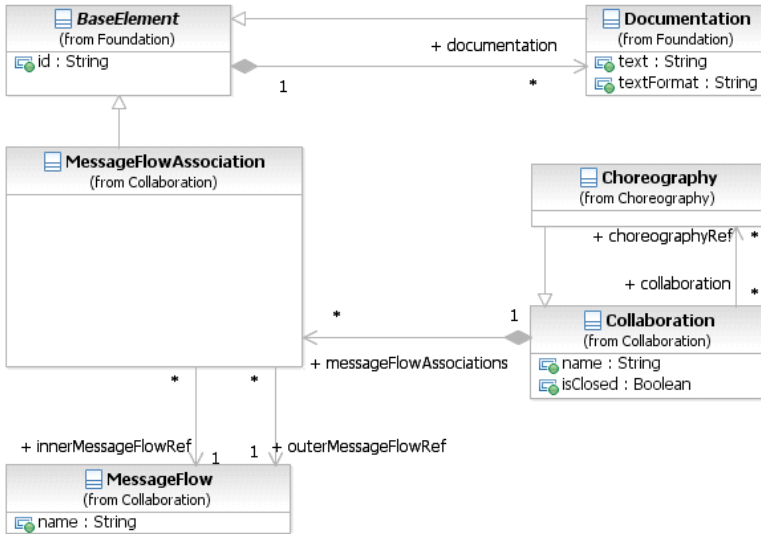 BaseElement
(from Foundation)
id : String
Documentation
(from Foundation)
text : String
textFormat : String
+ documentation
1
*
MessageFlowAssociation
(from Collaboration)
Choreography
(from Choreography)
+ choreographyRef
*
+ collaboration
*
*
1
+ messageFlowAssociations
Collaboration
(from Collaboration)
name : String
isClosed : Boolean
*
*
+ innerMessageFlowRef
1
1
+ outerMessageFlowRef
MessageFlow
(from Collaboration)
name : String